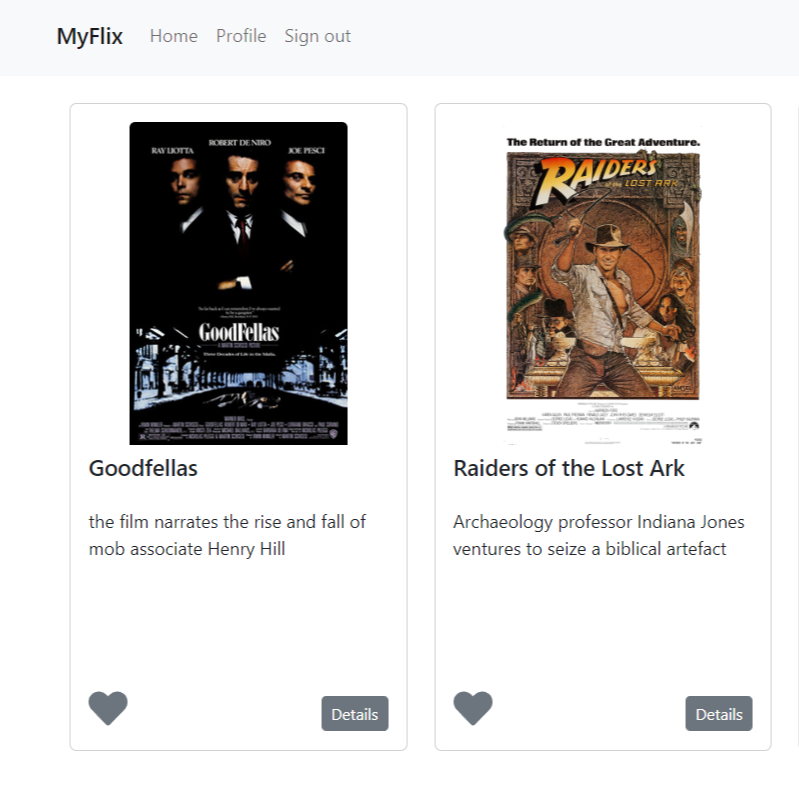 MyFlix Home Profile Sign out
RAY LIOTTA ROBERT DE NIRO JOE PESCI
GoodFellas
Three Decades of Life in the Mafia.
Goodfellas
the film narrates the rise and fall of
mob associate Henry Hill
Details
The Return of the Great Adventure.
RAIDERS
of the LOST ARK
Raiders of the Lost Ark
Archaeology professor Indiana Jones
ventures to seize a biblical artefact
Details